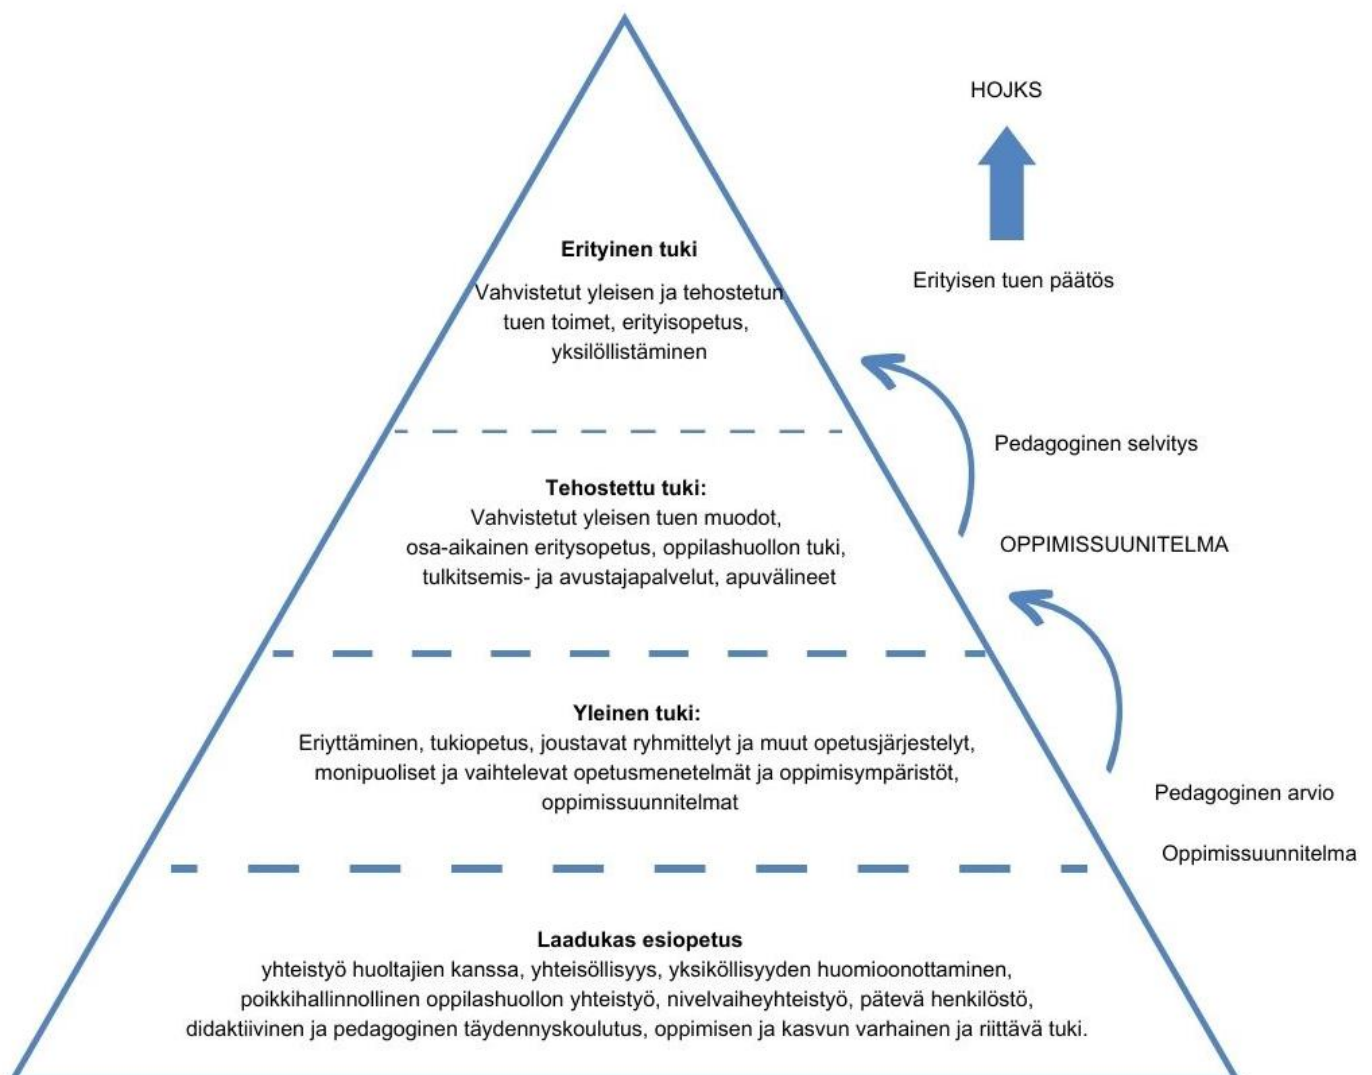 HOJKS
Erityinen tuki
Vahvistetut yleisen ja tehostetun
tuen toimet, erityisopetus,
yksilöllistäminen
Erityisen tuen päätös
Pedagoginen selvitys
Tehostettu tuki:
Vahvistetut yleisen tuen muodot,
osa-aikainen eritysopetus, oppilashuollon tuki,
tulkitsemis- ja avustajapalvelut, apuvälineet
OPPIMISSUUNITELMA
Yleinen tuki:
Eriyttäminen, tukiopetus, joustavat ryhmittelyt ja muut opetusjärjestelyt,
monipuoliset ja vaihtelevat opetusmenetelmät ja oppimisympäristöt,
oppimissuunnitelmat
Pedagoginen arvio
Oppimissuunnitelma
Laadukas esiopetus
yhteistyö huoltajien kanssa, yhteisöllisyys, yksiköllisyyden huomioonottaminen,
poikkihallinnollinen oppilashuollon yhteistyö, nivelvaiheyhteistyö, pätevä henkilöstö,
didaktiivinen ja pedagoginen täydennyskoulutus, oppimisen ja kasvun varhainen ja riittävä tuki.